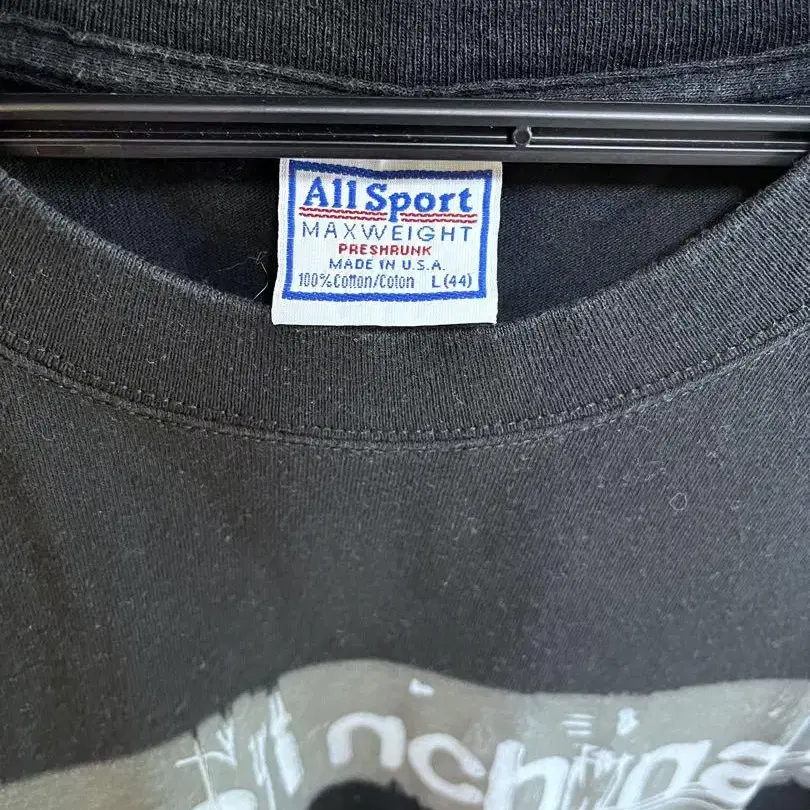 All Sport
MAXWEIGHT
PRESHRUNK
MADE IN U.S.A.
100% Cotton/Coton L (44)